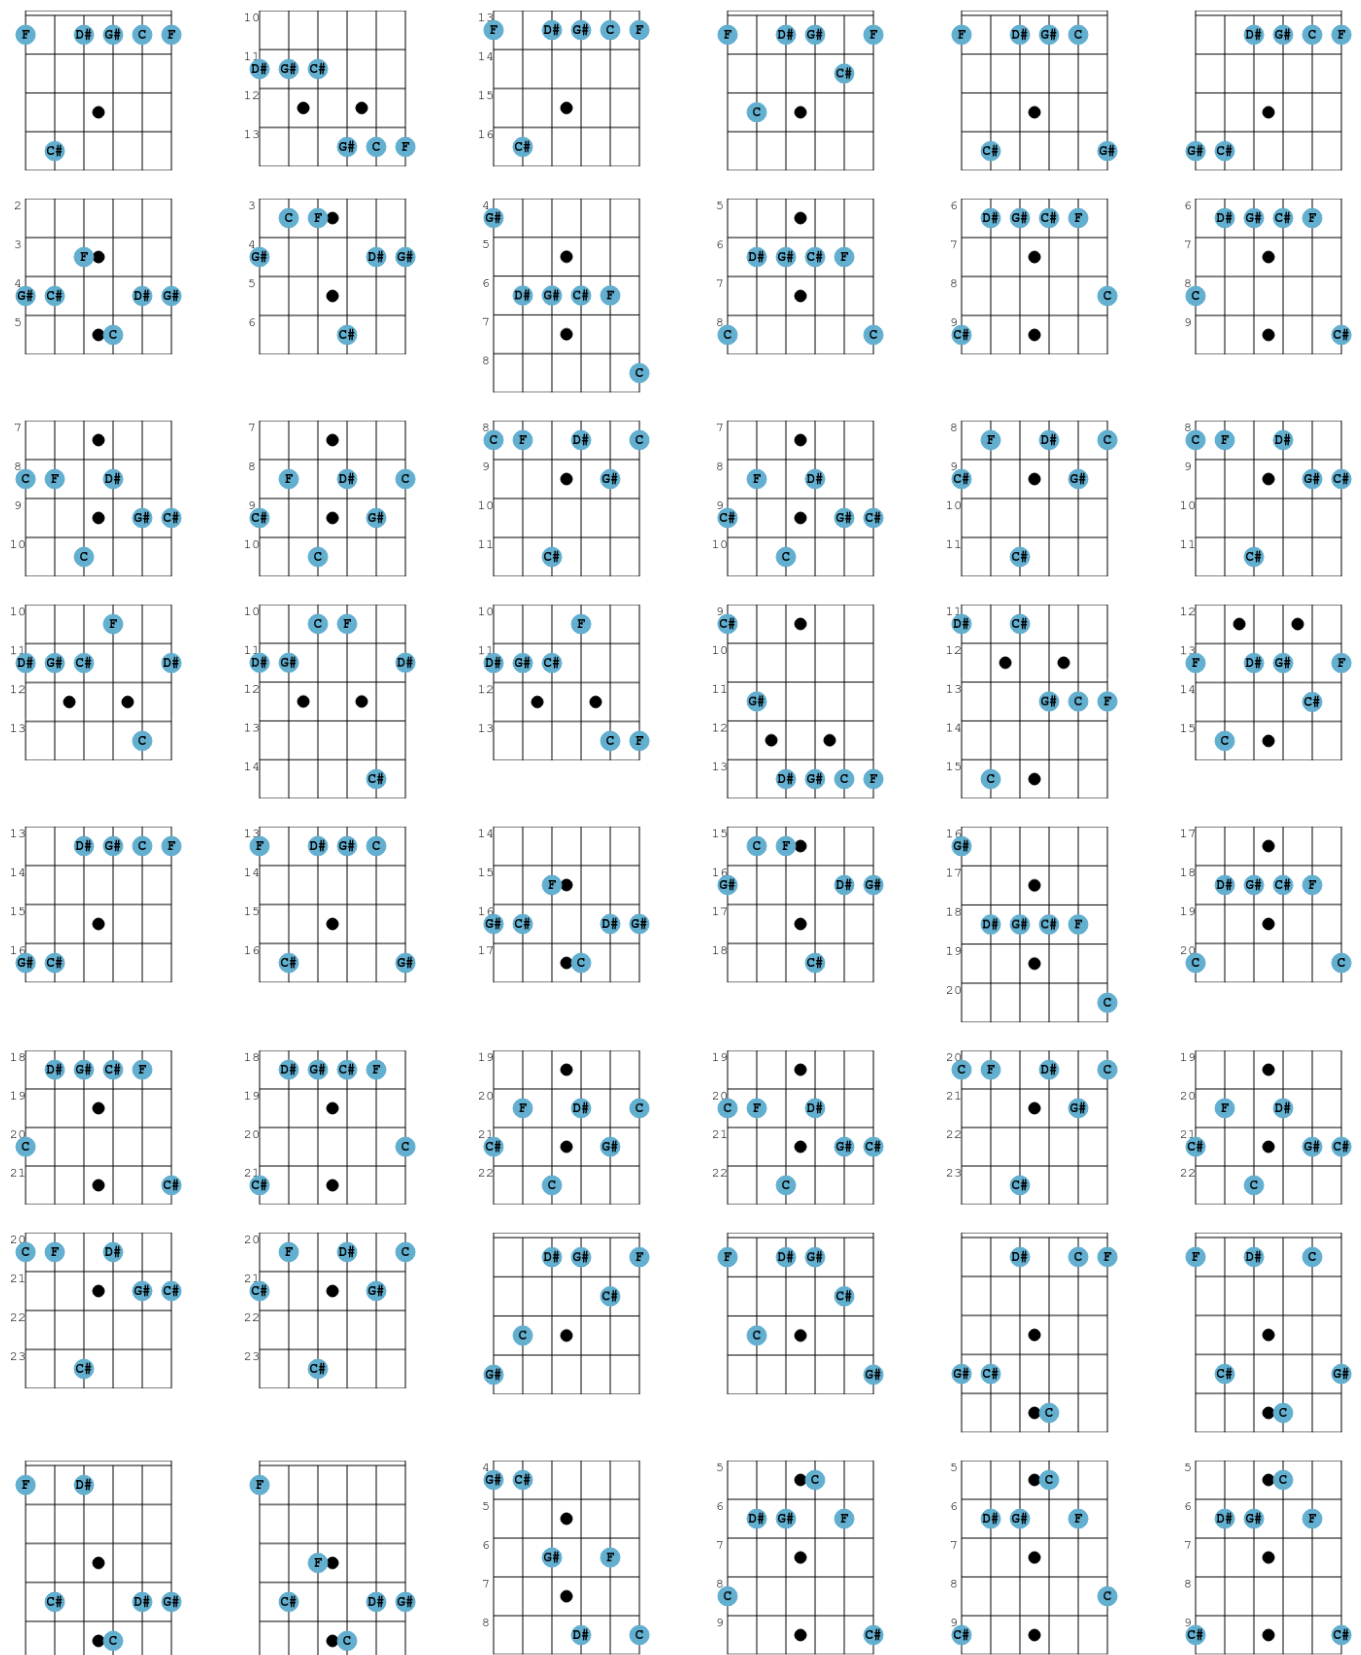 F D# G# C F
C#
10
11 D# G# C#
12
13 G# C F
13 F D# G# C F
14
15
16 C#
F D# G# F
C#
C
F D# G# C
C# G#
D# G# C F
G# C#
2
3 F
4 G# C# D# G#
5 C
3 C F
4 G# D# G#
5
6 C#
4 G#
5
6 D# G# C# F
7
8 C
5
6 D# G# C# F
7
8 C C
6 D# G# C# F
7
8 C
9 C#
6 D# G# C# F
7
8 C
9 C#
7
8 C F D#
9 G# C#
10 C
7
8 F D# C
9 C# G#
10 C
8 C F D# C
9 G#
10
11 C#
7
8 F D#
9 C# G# C#
10 C
8 F D# C
9 C# G#
10
11 C#
8 C F D#
9 G# C#
10
11 C#
10 F
11 D# G# C# D#
12
13 C
10 C F
11 D# G# D#
12
13
14 C#
10 F
11 D# G# C#
12
13 C F
9 C#
10
11 G#
12
13 D# G# C F
11 D# C#
12
13 G# C F
14
15 C
12
13 F D# G# F
14 C#
15 C
13 D# G# C F
14
15
16 G# C#
13 F D# G# C
14
15
16 C# G#
14
15 F
16 G# C# D# G#
17 C
15 C F
16 G# D# G#
17
18 C#
16 G#
17
18 D# G# C# F
19
20 C
17
18 D# G# C# F
19
20 C C
18 D# G# C# F
19
20 C
21 C#
18 D# G# C# F
19
20 C
21 C#
19
20 F D# C
21 C# G#
22 C
19
20 C F D#
21 G# C#
22 C
20 C F D# C
21 G#
22
23 C#
19
20 F D#
21 C# G# C#
22 C
20 C F D#
21 G# C#
22
23 C#
20 F D# C
21 C# G#
22
23 C#
D# G# F
C#
C
G#
F D# G#
C#
C
G#
D# C F
G# C#
C
F D# C
C# G#
C
F D#
C# D# G#
C
F
F
C# D# G#
C
4 G# C#
5
6 G# F
7
8 D# C
5 C
6 D# G# F
7
8 C
9 C#
5 C
6 D# G# F
7
8 C
9 C#
5 C
6 D# G# F
7
8
9 C# C#